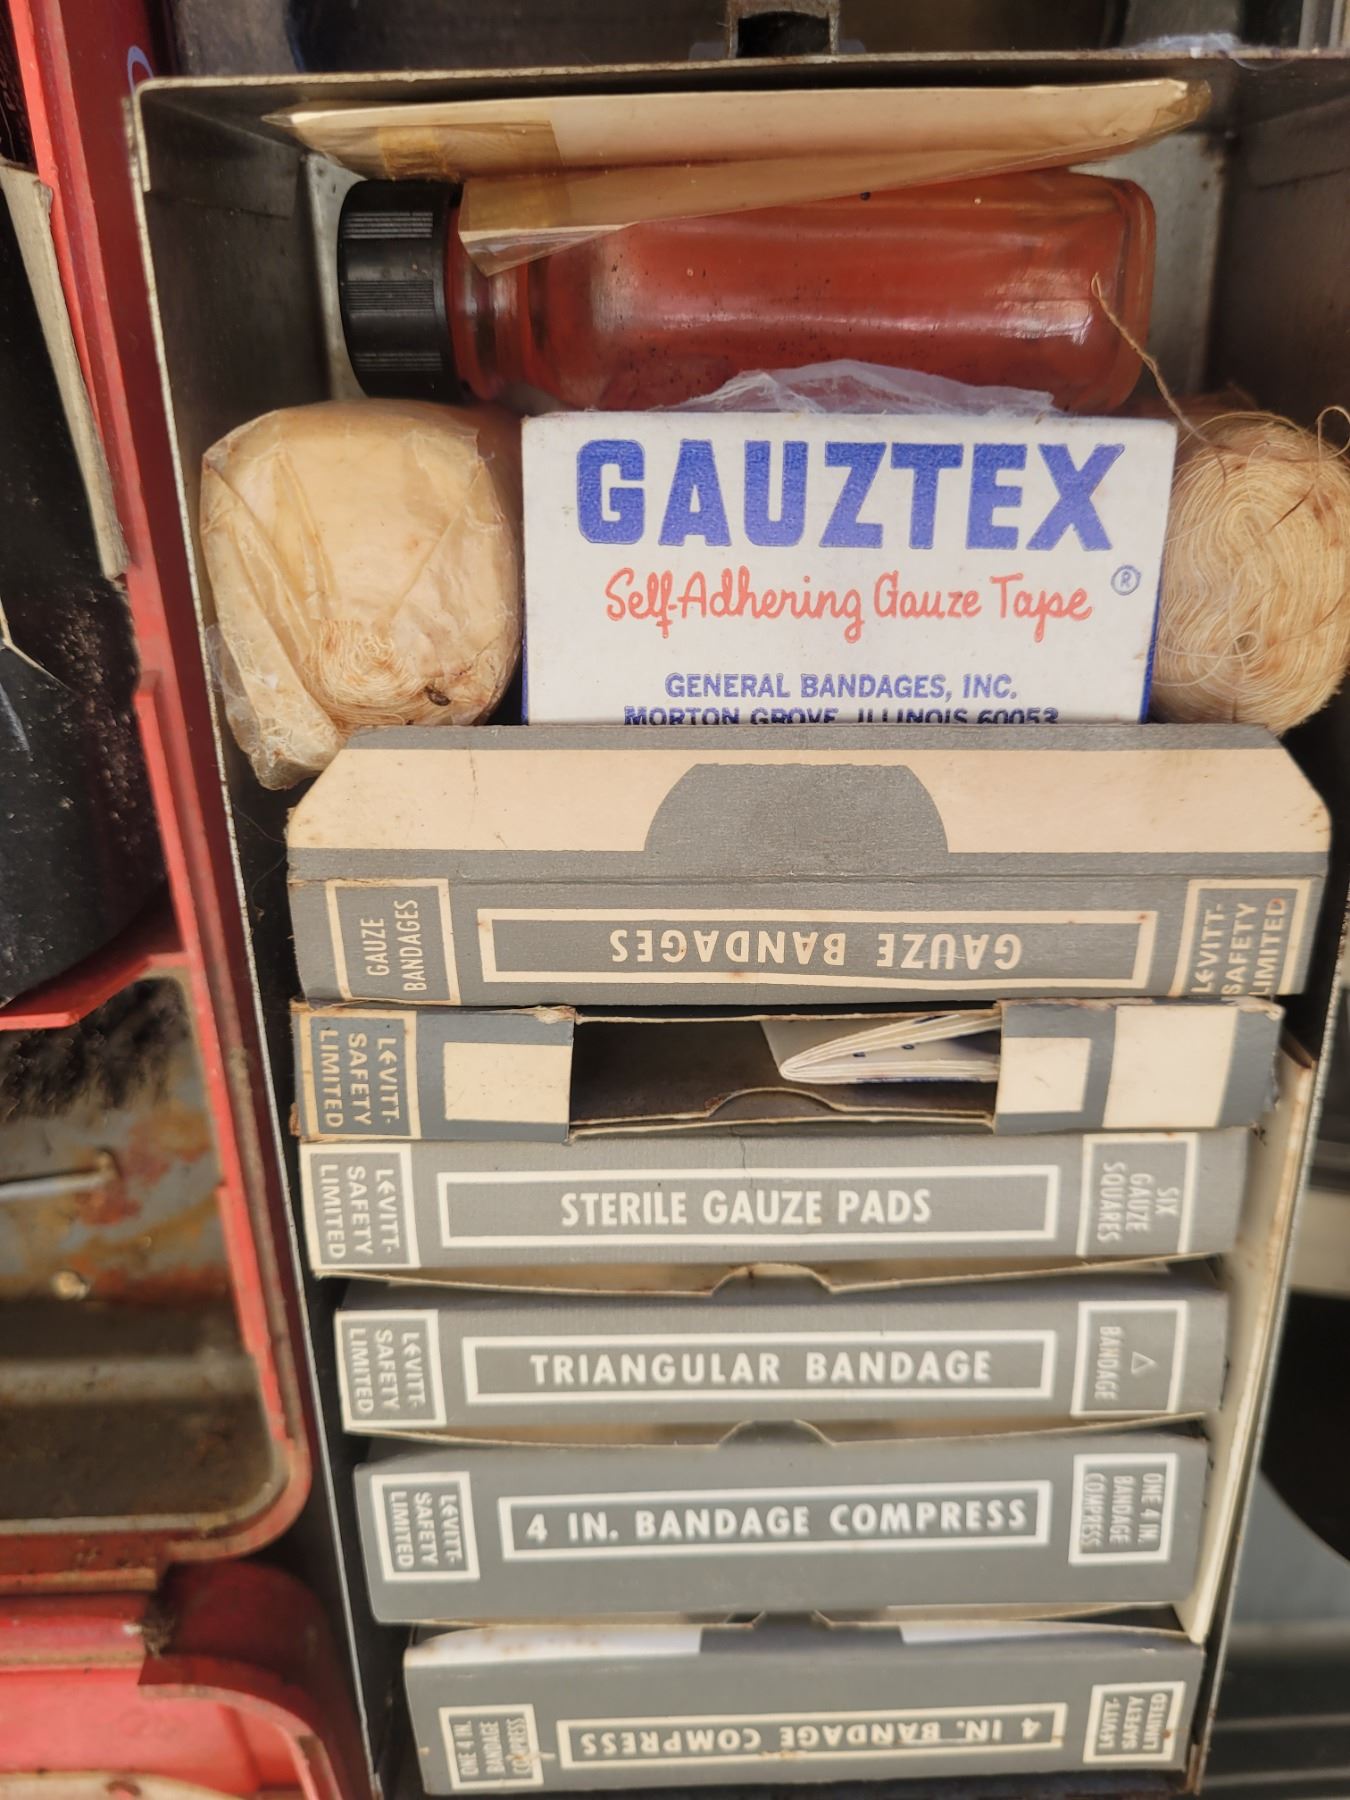 GAUZTEX
Self-Adhering Gauze Tape ®
GENERAL BANDAGES, INC.
MORTON GROVE, ILLINOIS 60053
GAUZE
BANDAGES
GAUZE BANDAGES
LEVITT-
SAFETY
LIMITED
LEVITT-
SAFETY
LIMITED
LEVITT-
SAFETY
LIMITED
STERILE GAUZE PADS
SIX
GAUZE
SQUARES
LEVITT-
SAFETY
LIMITED
TRIANGULAR BANDAGE
△
BANDAGE
LEVITT-
SAFETY
LIMITED
4 IN. BANDAGE COMPRESS
ONE 4 IN.
BANDAGE
COMPRESS
ONE 4 IN.
BANDAGE
COMPRESS
4 IN. BANDAGE COMPRESS
LEVITT-
SAFETY
LIMITED